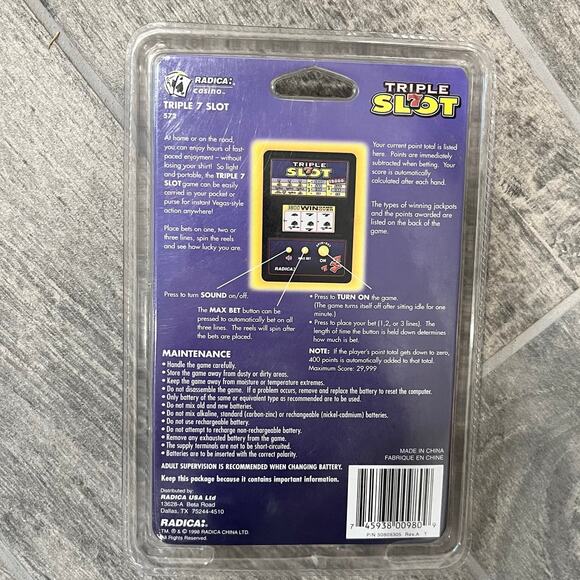 RADICA:
casino™
TRIPLE 7 SLOT
572
TRIPLE
7
SLOT
At home or on the road,
you can enjoy hours of fast-
paced enjoyment – without
losing your shirt! So light
and portable, the TRIPLE 7
SLOT game can be easily
carried in your pocket or
purse for instant Vegas-style
action anywhere!
Place bets on one, two or
three lines, spin the reels
and see how lucky you are.
TRIPLE
SLOT
WIN
ON
MAX BET
RADICA:
Your current point total is listed
here. Points are immediately
subtracted when betting. Your
score is automatically
calculated after each hand.
The types of winning jackpots
and the points awarded are
listed on the back of the
game.
Press to turn SOUND on/off.
The MAX BET button can be
pressed to automatically bet on all
three lines. The reels will spin after
the bets are placed.
• Press to TURN ON the game.
(The game turns itself off after sitting idle for one
minute.)
• Press to place your bet (1,2, or 3 lines). The
length of time the button is held down determines
how much is bet.
NOTE: If the player's point total gets down to zero,
400 points is automatically added to that total.
Maximum Score: 29,999
MAINTENANCE
• Handle the game carefully.
• Store the game away from dusty or dirty areas.
• Keep the game away from moisture or temperature extremes.
• Do not disassemble the game. If a problem occurs, remove and replace the battery to reset the computer.
• Only battery of the same or equivalent type as recommended are to be used.
• Do not mix old and new batteries.
• Do not mix alkaline, standard (carbon-zinc) or rechangeable (nickel-cadmium) batteries.
• Do not use rechargeable battery.
• Do not attempt to recharge non-rechargeable battery.
• Remove any exhausted battery from the game.
• The supply terminals are not to be short-circuited.
• Batteries are to be inserted with the correct polarity.
ADULT SUPERVISION IS RECOMMENDED WHEN CHANGING BATTERY.
Keep this package because it contains important information.
Distributed by:
RADICA USA Ltd
13628-A Beta Road
Dallas, TX 75244-4510
RADICA:
TM, ® & © 1998 RADICA CHINA LTD.
All Rights Reserved.
MADE IN CHINA
FABRIQUE EN CHINE
7 45938 00980 9
P/N 50808305 Rev.A T